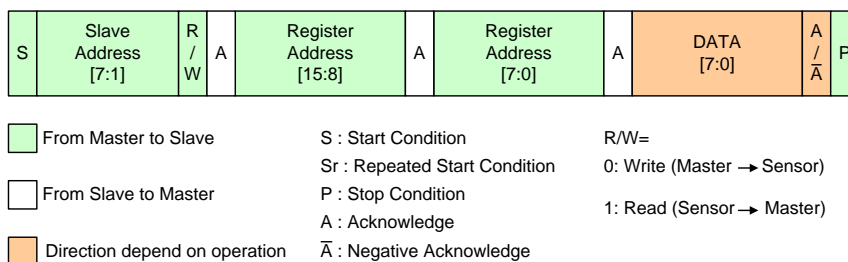 S
Slave
Address
[7:1]
R
/
W
A
Register
Address
[15:8]
A
Register
Address
[7:0]
A
DATA
[7:0]
A
/
A̅
P
From Master to Slave
From Slave to Master
Direction depend on operation
S : Start Condition
Sr : Repeated Start Condition
P : Stop Condition
A : Acknowledge
A̅ : Negative Acknowledge
R/W=
0: Write (Master → Sensor)
1: Read (Sensor → Master)